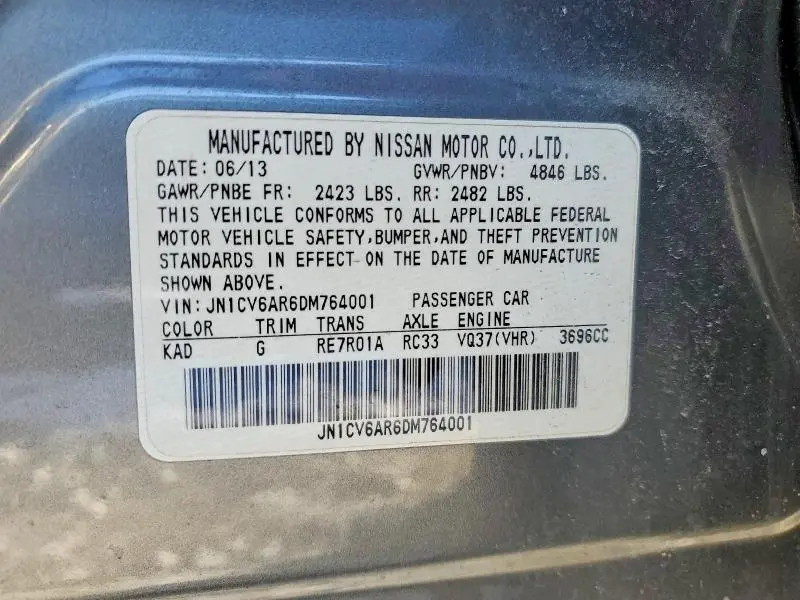 MANUFACTURED BY NISSAN MOTOR CO.,LTD.
DATE: 06/13 GVWR/PNBV: 4846 LBS.
GAWR/PNBE FR: 2423 LBS. RR: 2482 LBS.
THIS VEHICLE CONFORMS TO ALL APPLICABLE FEDERAL
MOTOR VEHICLE SAFETY,BUMPER,AND THEFT PREVENTION
STANDARDS IN EFFECT ON THE DATE OF MANUFACTURE
SHOWN ABOVE.
VIN: JN1CV6AR6DM764001 PASSENGER CAR
COLOR TRIM TRANS AXLE ENGINE
KAD G RE7R01A RC33 VQ37(VHR) 3696CC
JN1CV6AR6DM764001